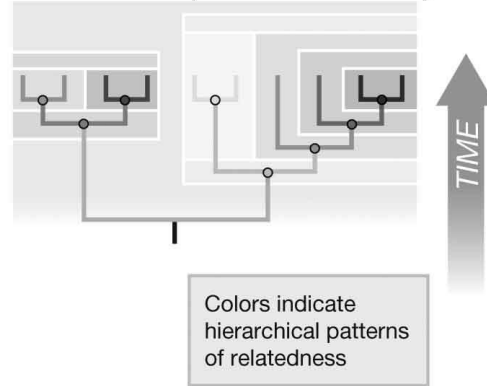 TIME
Colors indicate
hierarchical patterns
of relatedness